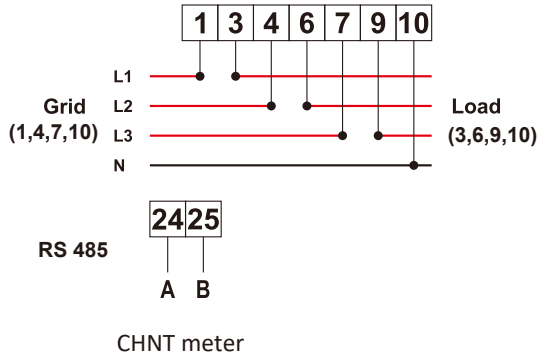 1 3 4 6 7 9 10
L1
Grid L2 Load
(1,4,7,10) L3 (3,6,9,10)
N
24 25
RS 485
A B
CHNT meter